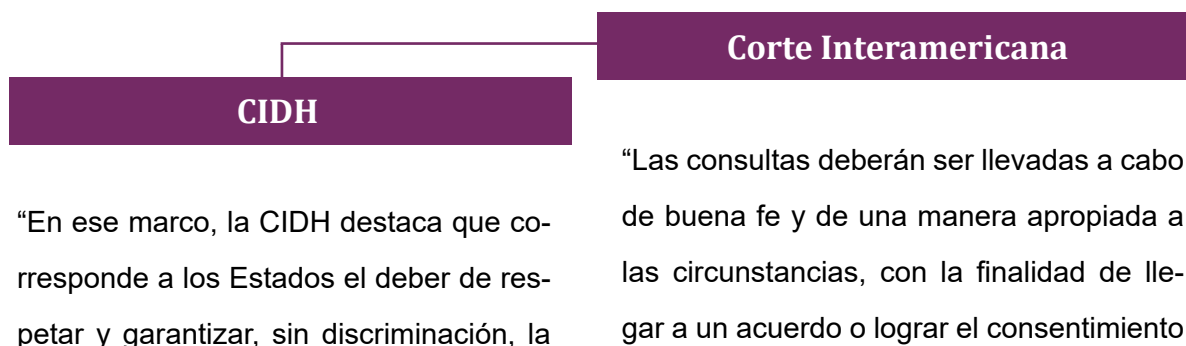 CIDH
“En ese marco, la CIDH destaca que co-
rresponde a los Estados el deber de res-
petar y garantizar, sin discriminación, la
Corte Interamericana
“Las consultas deberán ser llevadas a cabo
de buena fe y de una manera apropiada a
las circunstancias, con la finalidad de lle-
gar a un acuerdo o lograr el consentimiento